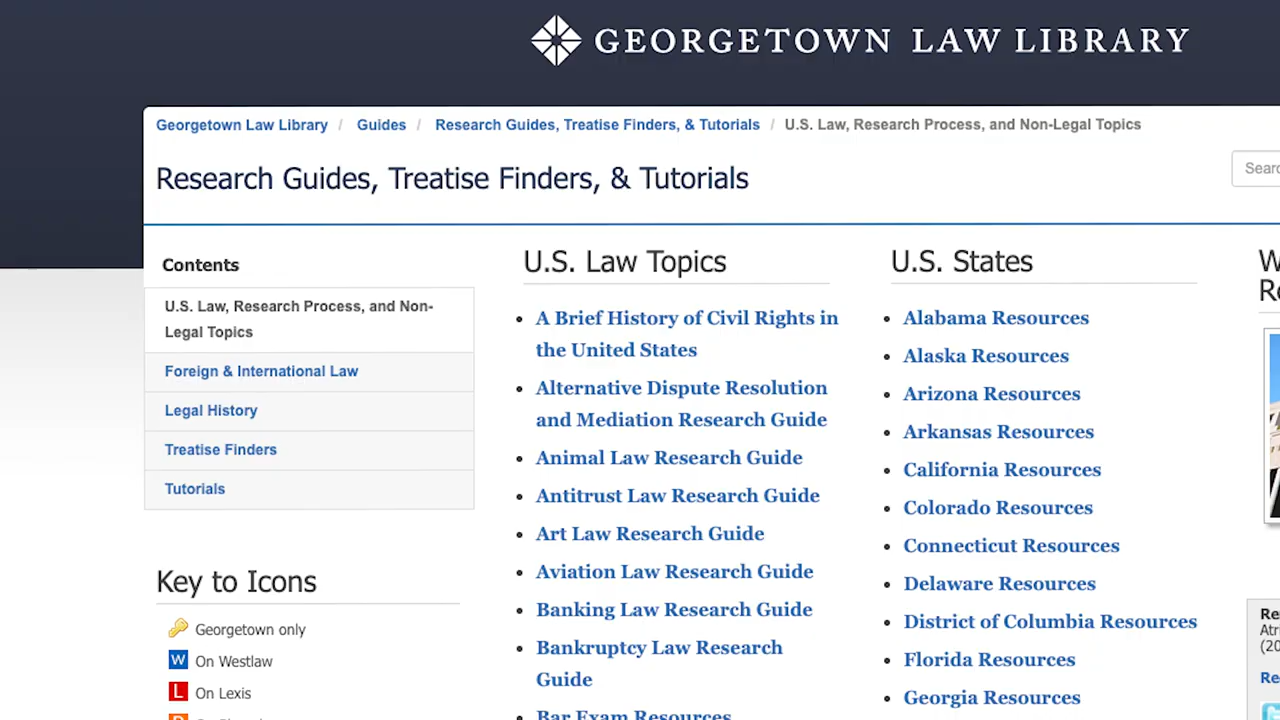 GEORGETOWN LAW LIBRARY
Georgetown Law Library / Guides / Research Guides, Treatise Finders, & Tutorials / U.S. Law, Research Process, and Non-Legal Topics
Research Guides, Treatise Finders, & Tutorials
Contents
U.S. Law, Research Process, and Non-
Legal Topics
Foreign & International Law
Legal History
Treatise Finders
Tutorials
Key to Icons
Georgetown only
W On Westlaw
L On Lexis
U.S. Law Topics
A Brief History of Civil Rights in
the United States
Alternative Dispute Resolution
and Mediation Research Guide
Animal Law Research Guide
Antitrust Law Research Guide
Art Law Research Guide
Aviation Law Research Guide
Banking Law Research Guide
Bankruptcy Law Research
Guide
Bar Exam Resources
U.S. States
Alabama Resources
Alaska Resources
Arizona Resources
Arkansas Resources
California Resources
Colorado Resources
Connecticut Resources
Delaware Resources
District of Columbia Resources
Florida Resources
Georgia Resources